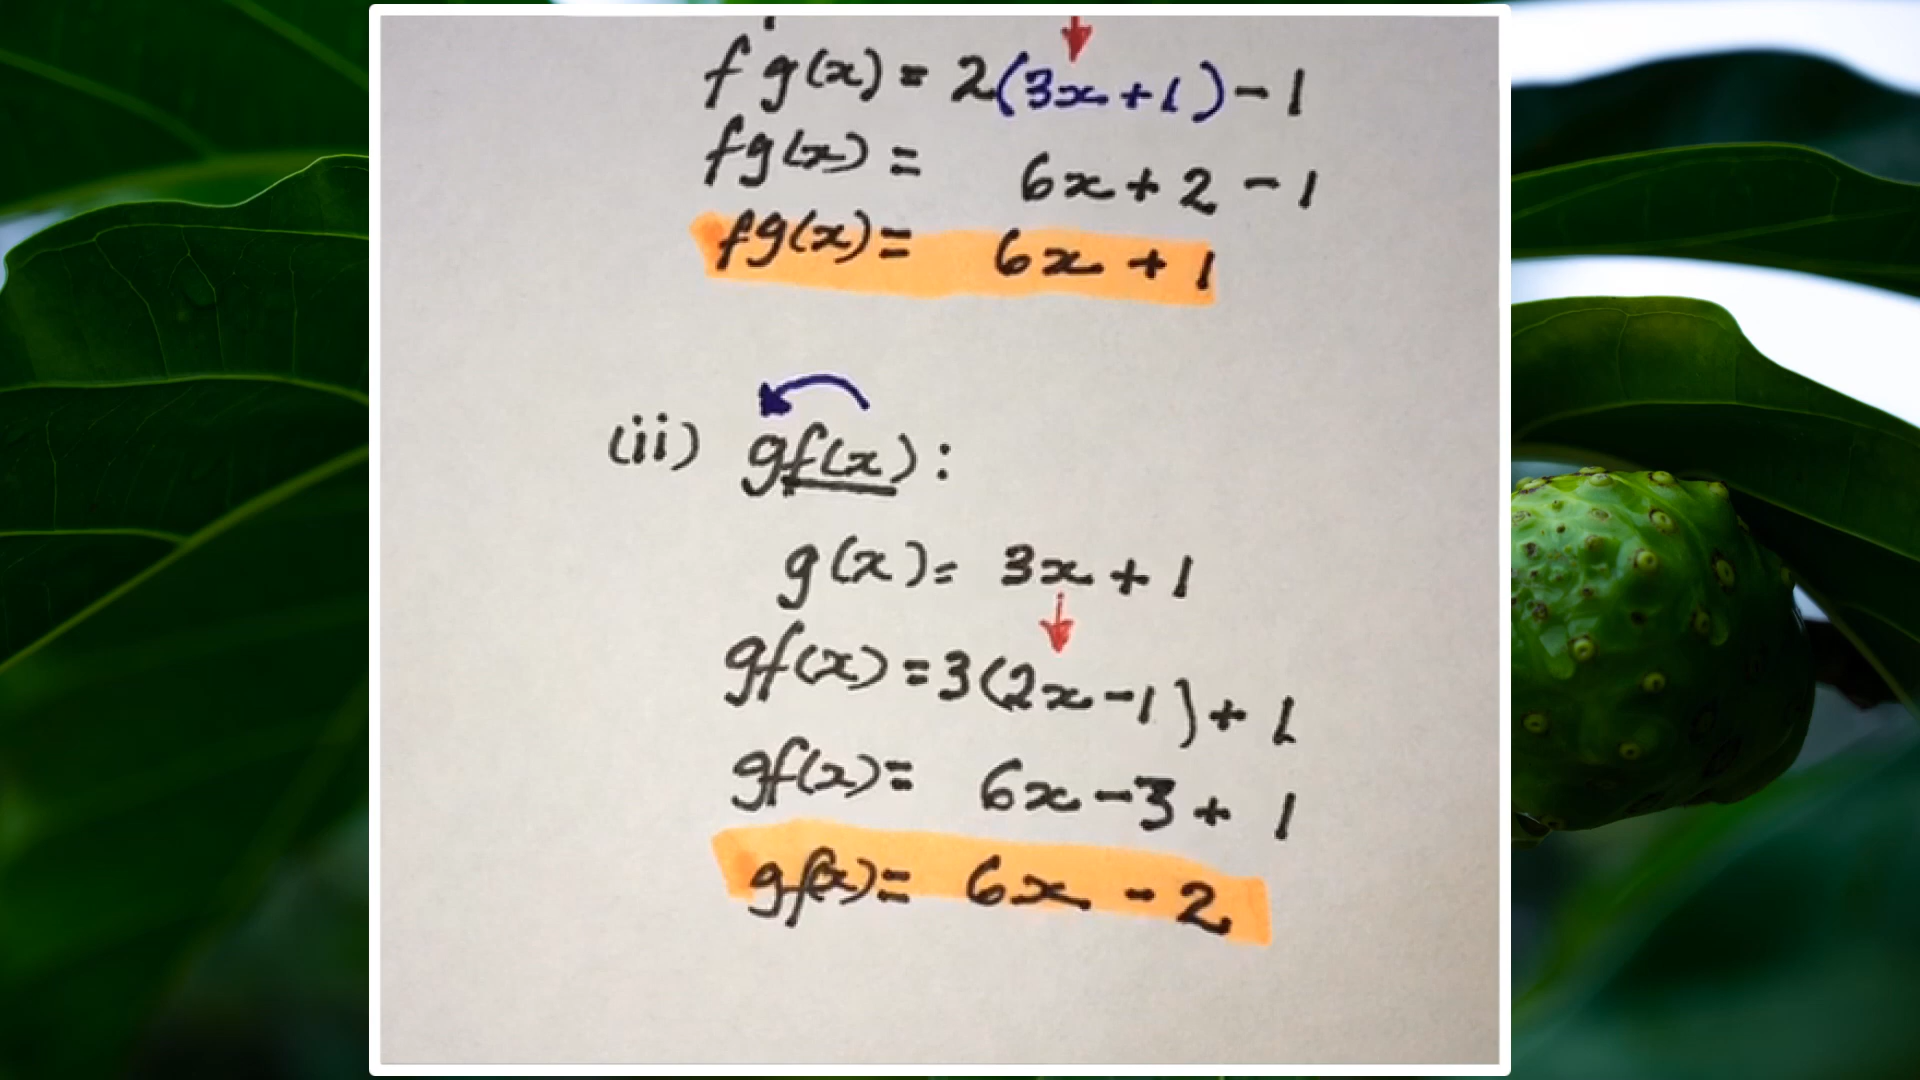 fg(x) = 2(3x+1)-1
fg(x) = 6x+2-1
fg(x) = 6x + 1
(ii) gf(x):
g(x) = 3x + 1
gf(x) = 3(2x-1)+1
gf(x) = 6x-3+1
gf(x) = 6x - 2